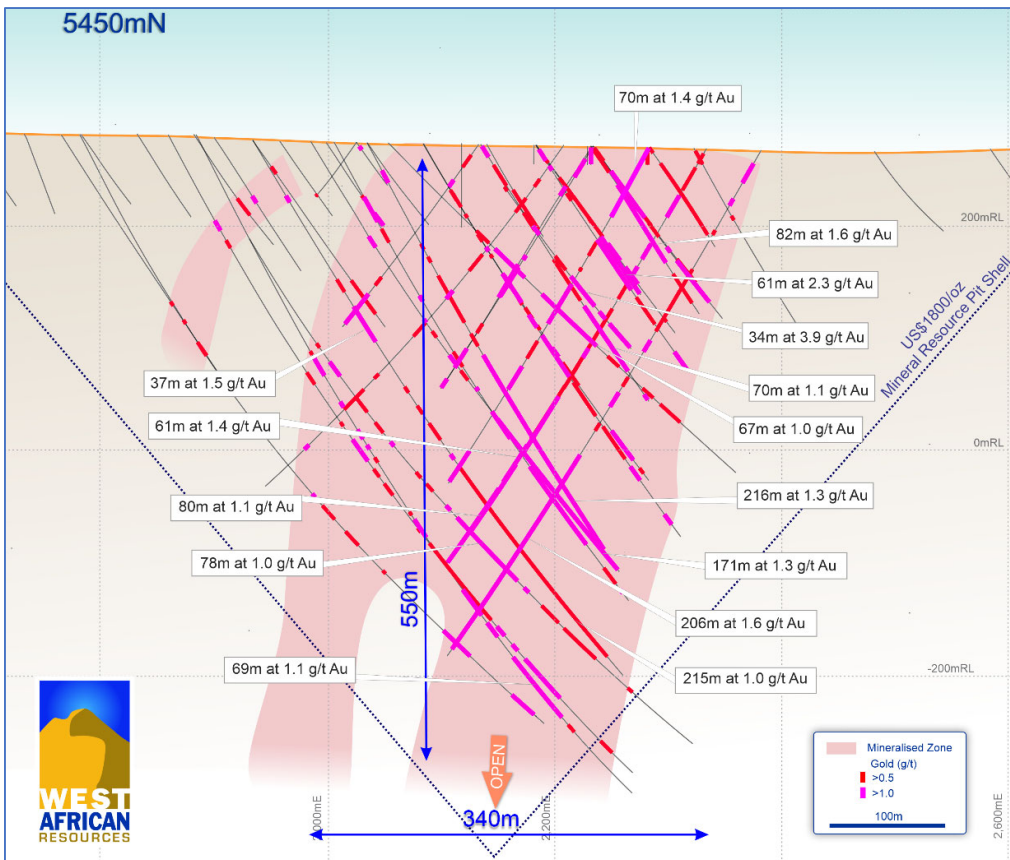 5450mN
70m at 1.4 g/t Au
200mRL
82m at 1.6 g/t Au
61m at 2.3 g/t Au
US$1800/oz
Mineral Resource Pit Shell
34m at 3.9 g/t Au
37m at 1.5 g/t Au
70m at 1.1 g/t Au
61m at 1.4 g/t Au
67m at 1.0 g/t Au
0mRL
80m at 1.1 g/t Au
216m at 1.3 g/t Au
78m at 1.0 g/t Au
171m at 1.3 g/t Au
550m
206m at 1.6 g/t Au
69m at 1.1 g/t Au
215m at 1.0 g/t Au
-200mRL
OPEN
340m
2,200mE
2,600mE
Mineralised Zone
Gold (g/t)
>0.5
>1.0
100m
WEST
AFRICAN
RESOURCES